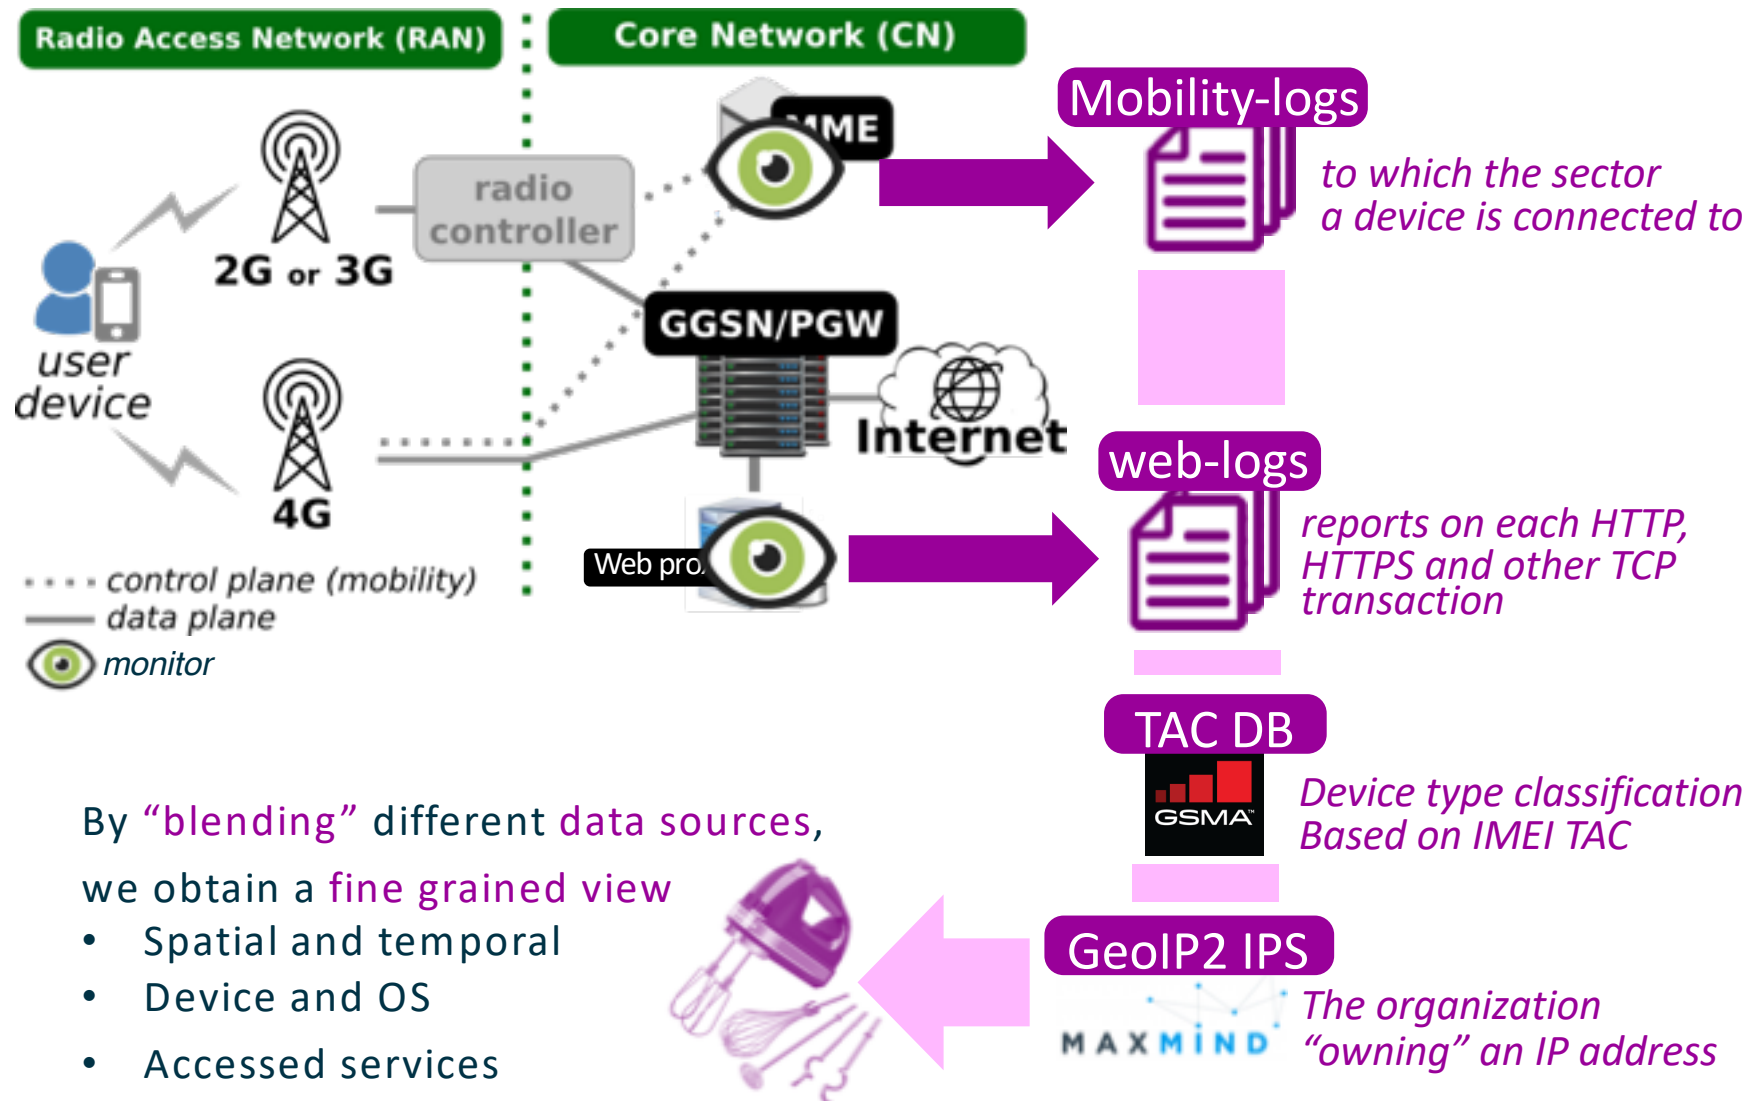 Radio Access Network (RAN)
Core Network (CN)
Mobility-logs
MME
to which the sector
a device is connected to
radio
controller
2G or 3G
GGSN/PGW
user
device
Internet
web-logs
4G
reports on each HTTP,
HTTPS and other TCP
transaction
Web
control plane (mobility)
data plane
monitor
TAC DB
GSMA™
Device type classification
Based on IMEI TAC
By “blending” different data sources,
we obtain a fine grained view
• Spatial and temporal
• Device and OS
• Accessed services
GeoIP2 IPS
MAXMIND
The organization
“owning” an IP address